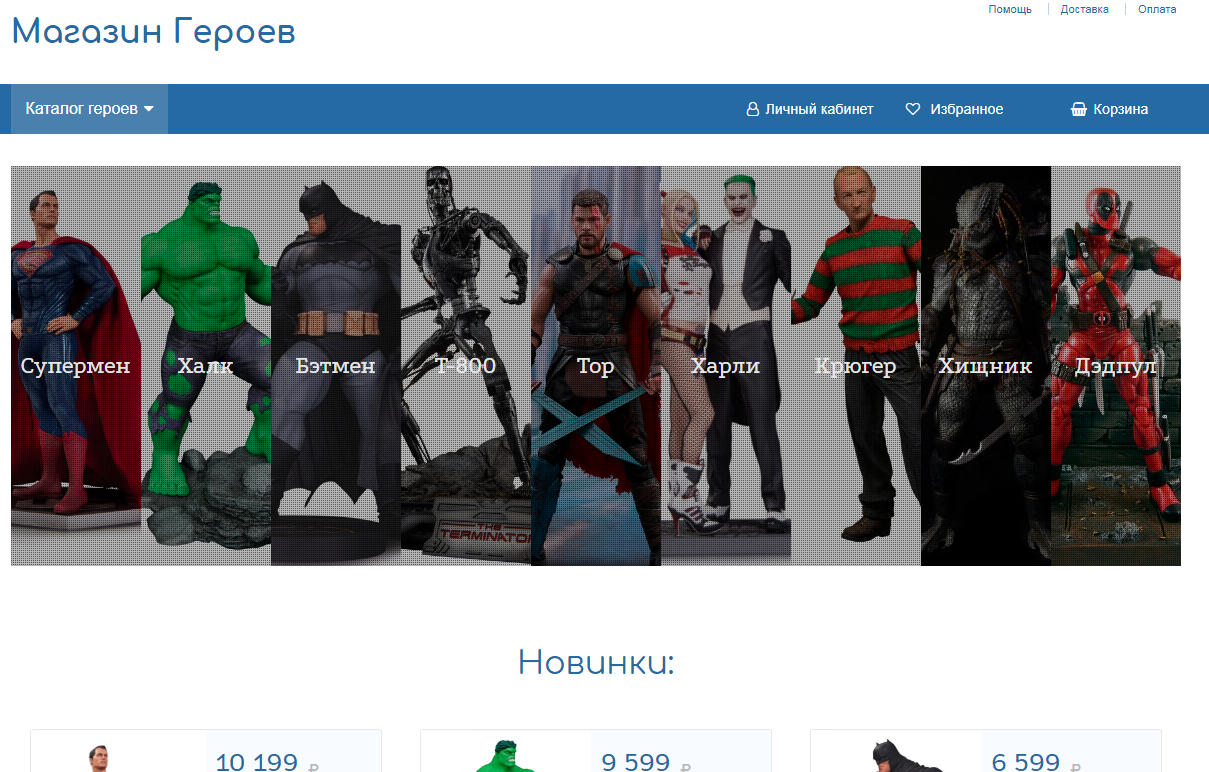 Помощь Доставка Оплата
Магазин Героев
Каталог героев Личный кабинет Избранное Корзина
Супермен Халк Бэтмен Т-800 Тор Харли Крюгер Хищник Дэдпул
THE
TERMINATOR
Новинки:
10 199 ₽ 9 599 ₽ 6 599 ₽